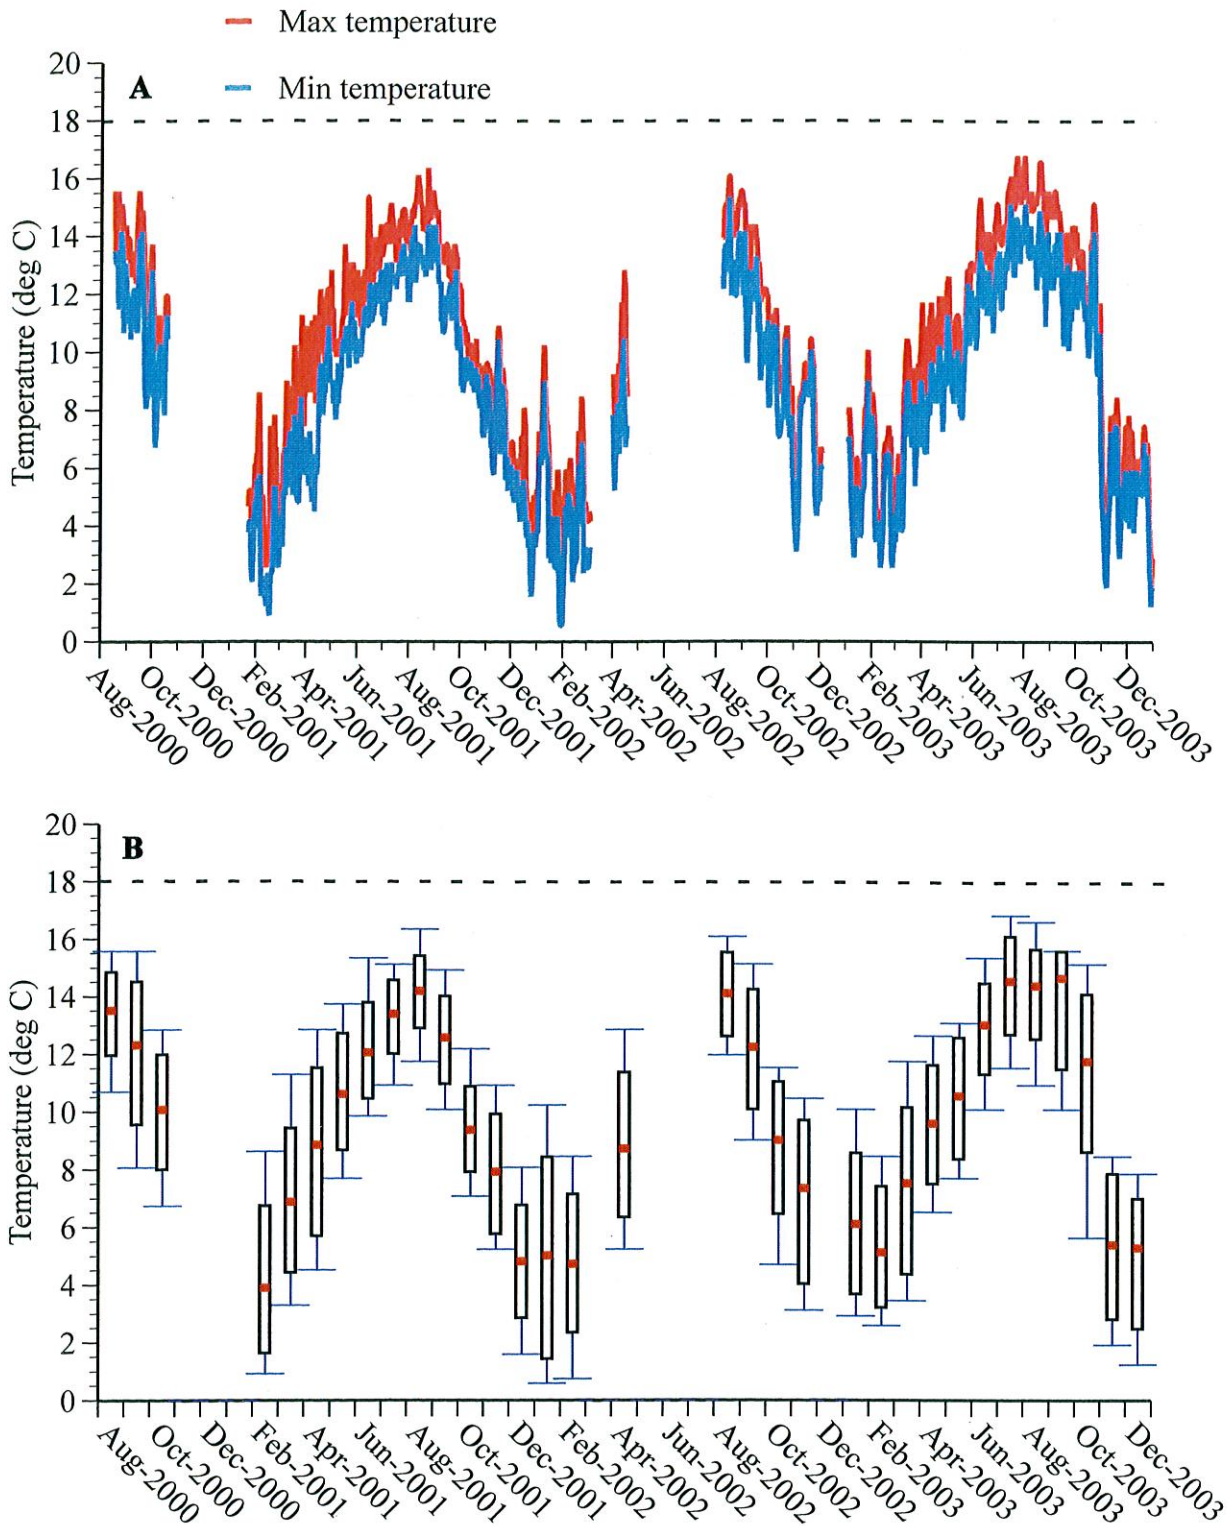 Max temperature
A
Min temperature
Temperature (deg C)
20
18
16
14
12
10
8
6
4
2
0
Aug-2000
Oct-2000
Dec-2000
Feb-2001
Apr-2001
Jun-2001
Aug-2001
Oct-2001
Dec-2001
Feb-2002
Apr-2002
Jun-2002
Aug-2002
Oct-2002
Dec-2002
Feb-2003
Apr-2003
Jun-2003
Aug-2003
Oct-2003
Dec-2003
B
Temperature (deg C)
20
18
16
14
12
10
8
6
4
2
0
Aug-2000
Oct-2000
Dec-2000
Feb-2001
Apr-2001
Jun-2001
Aug-2001
Oct-2001
Dec-2001
Feb-2002
Apr-2002
Jun-2002
Aug-2002
Oct-2002
Dec-2002
Feb-2003
Apr-2003
Jun-2003
Aug-2003
Oct-2003
Dec-2003